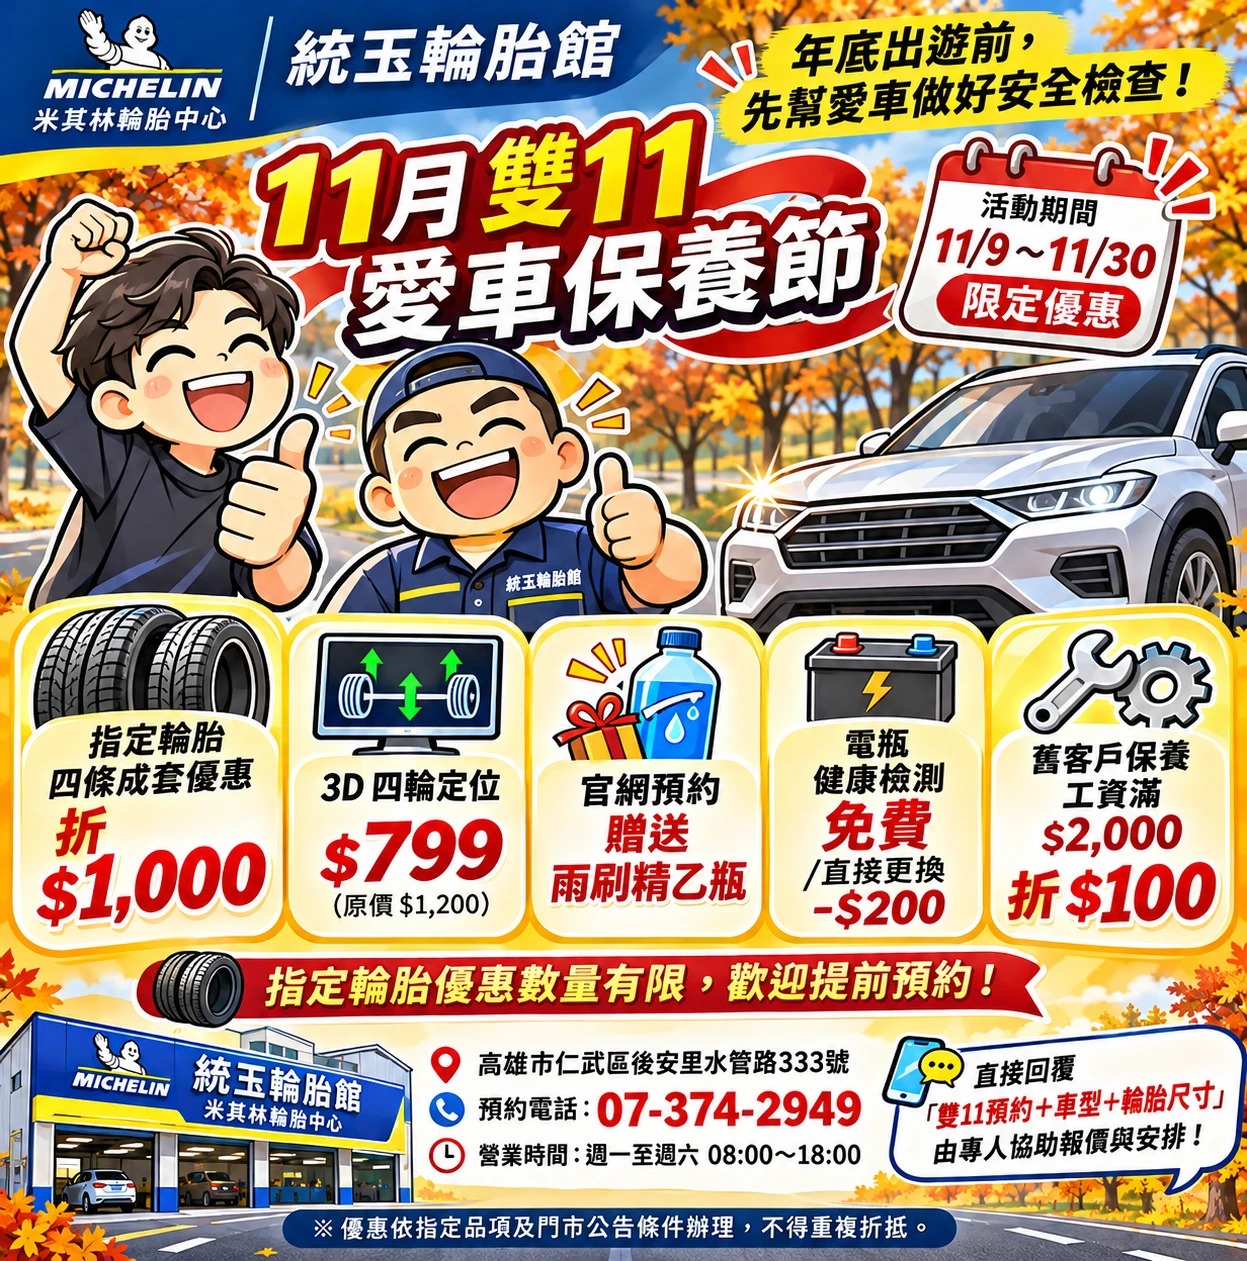 MICHELIN
米其林輪胎中心
統玉輪胎館
年底出遊前，
先幫愛車做好安全檢查！
11月雙11
愛車保養節
活動期間
11/9～11/30
限定優惠
統玉輪胎館
指定輪胎
四條成套優惠
折
$1,000
3D 四輪定位
$799
（原價 $1,200）
官網預約
贈送
雨刷精乙瓶
電瓶
健康檢測
免費
/直接更換
-$200
舊客戶保養
工資滿
$2,000
折 $100
指定輪胎優惠數量有限，歡迎提前預約！
MICHELIN
統玉輪胎館
米其林輪胎中心
高雄市仁武區後安里水管路333號
預約電話：07-374-2949
營業時間：週一至週六 08:00～18:00
直接回覆
「雙11預約＋車型＋輪胎尺寸」
由專人協助報價與安排！
※ 優惠依指定品項及門市公告條件辦理，不得重複折抵。